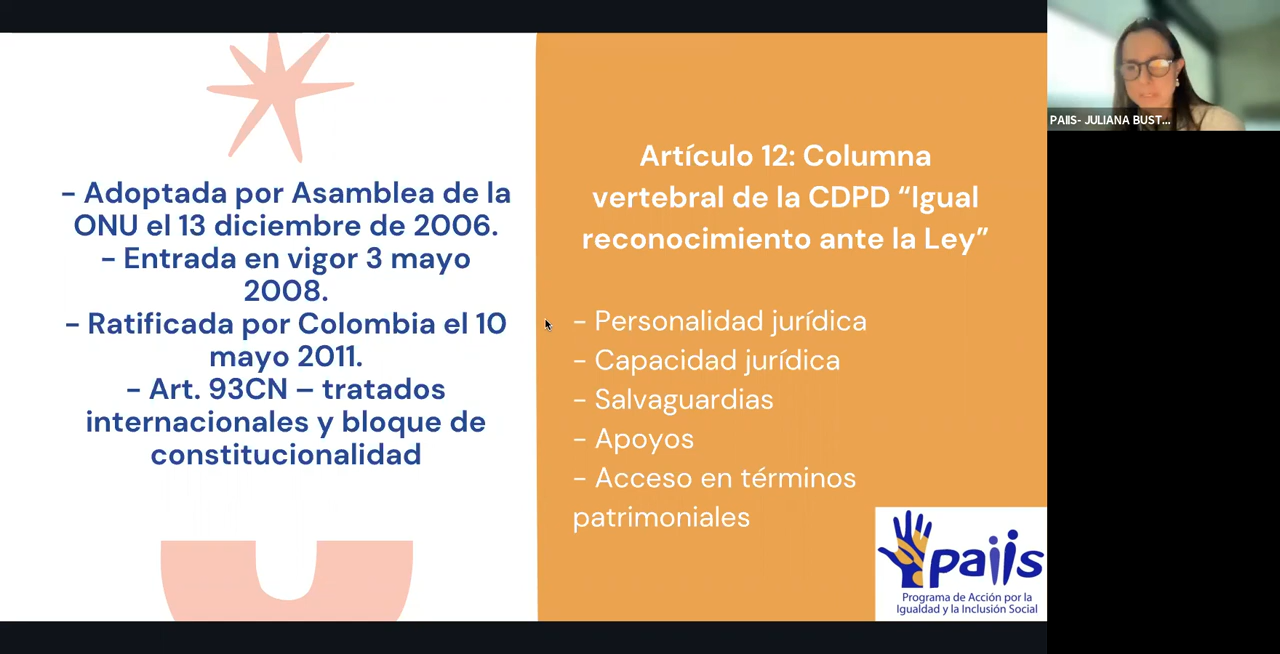 – Adoptada por Asamblea de la
ONU el 13 diciembre de 2006.
– Entrada en vigor 3 mayo
2008.
– Ratificada por Colombia el 10
mayo 2011.
– Art. 93CN – tratados
internacionales y bloque de
constitucionalidad
Artículo 12: Columna
vertebral de la CDPD “Igual
reconocimiento ante la Ley”
- Personalidad jurídica
- Capacidad jurídica
- Salvaguardias
- Apoyos
- Acceso en términos
patrimoniales
paiis
Programa de Acción por la
Igualdad y la Inclusión Social
PAIIS- JULIANA BUST...